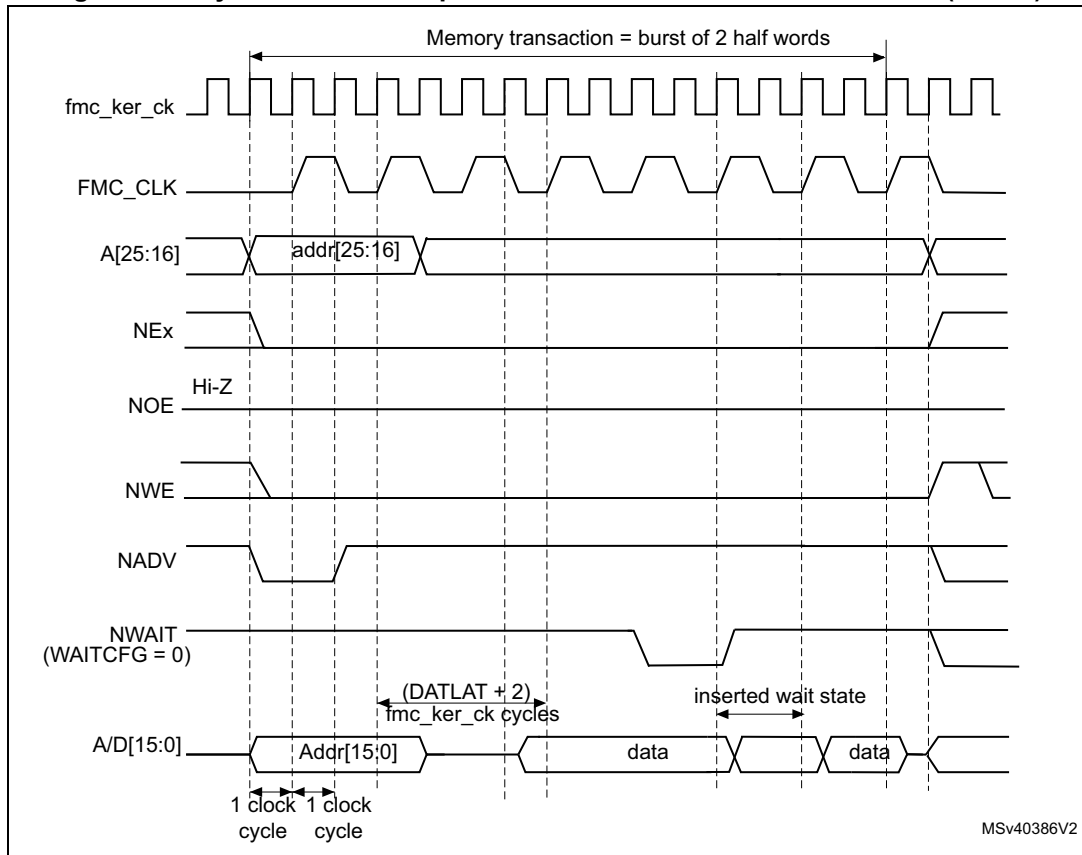 Memory transaction = burst of 2 half words
fmc_ker_ck
FMC_CLK
A[25:16]
addr[25:16]
NEx
Hi-Z
NOE
NWE
NADV
NWAIT
(WAITCFG = 0)
(DATLAT + 2)
fmc_ker_ck cycles
inserted wait state
A/D[15:0]
Addr[15:0]
data
data
1 clock
cycle
1 clock
cycle
MSv40386V2